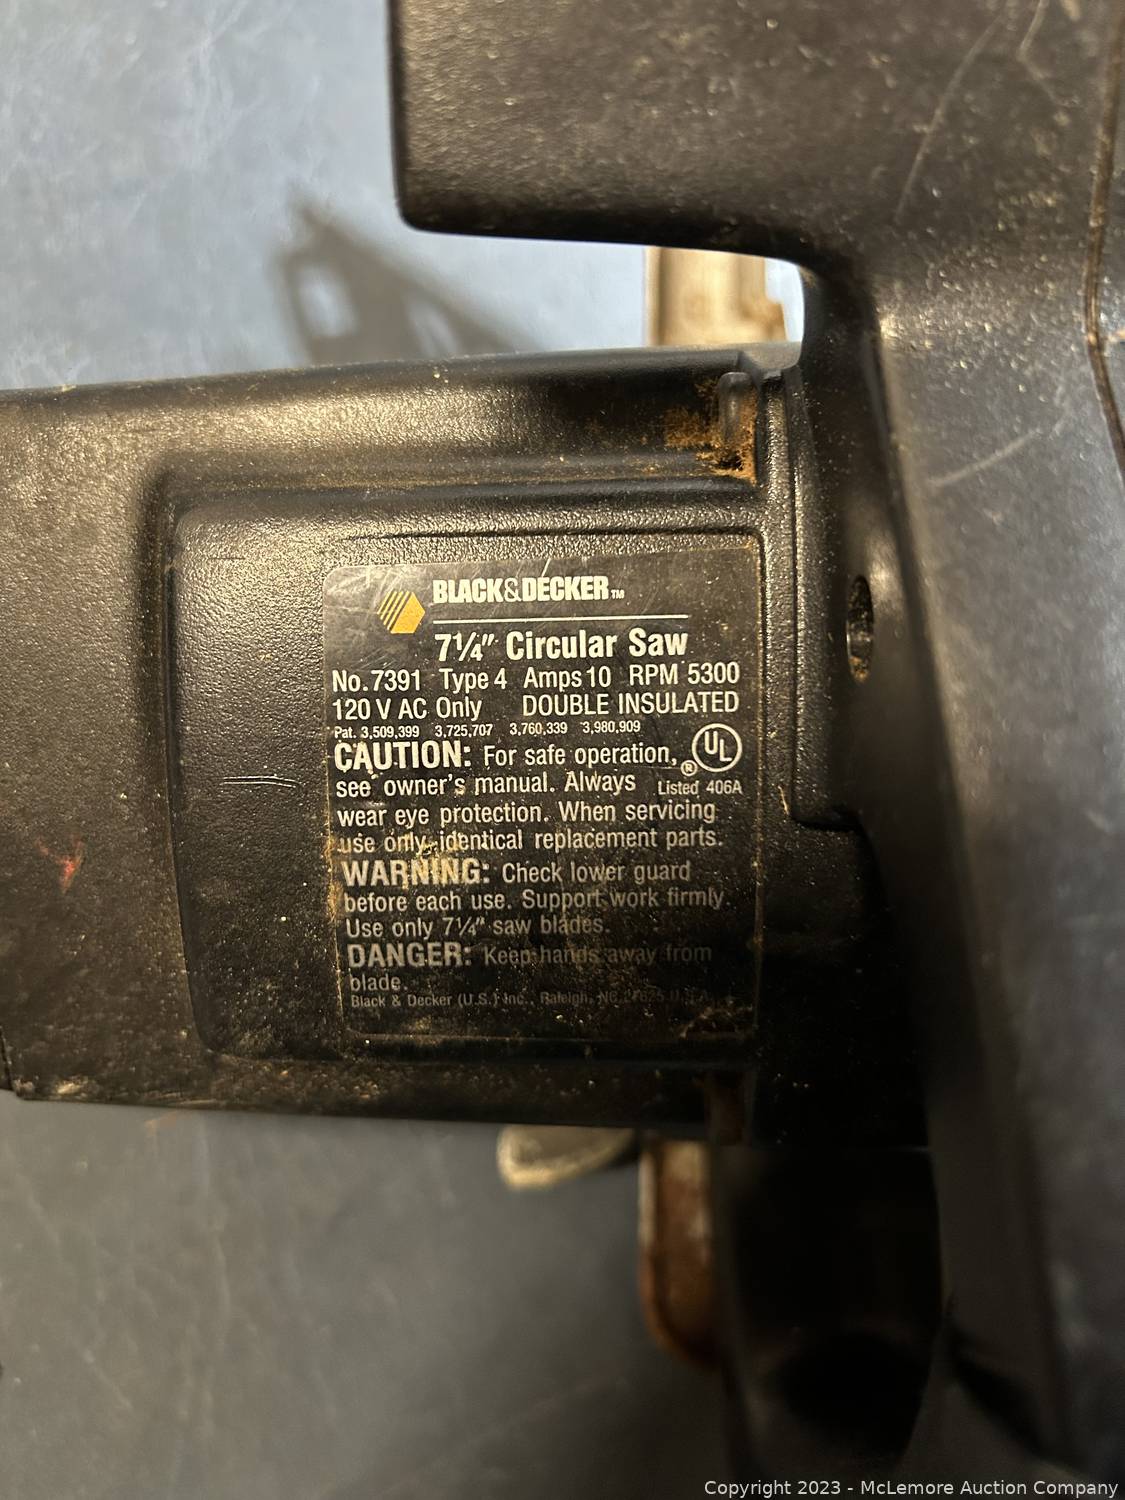 BLACK&DECKER™
7¼" Circular Saw
No. 7391 Type 4 Amps 10 RPM 5300
120 V AC Only DOUBLE INSULATED
Pat. 3,509,399 3,725,707 3,760,339 3,980,909
CAUTION: For safe operation, ® UL
see owner's manual. Always Listed 406A
wear eye protection. When servicing
use only identical replacement parts.
WARNING: Check lower guard
before each use. Support work firmly.
Use only 7¼" saw blades.
DANGER: Keep hands away from
blade.
Black & Decker (U.S.) Inc., Raleigh, NC 27625 U.S.A.
Copyright 2023 - McLemore Auction Company